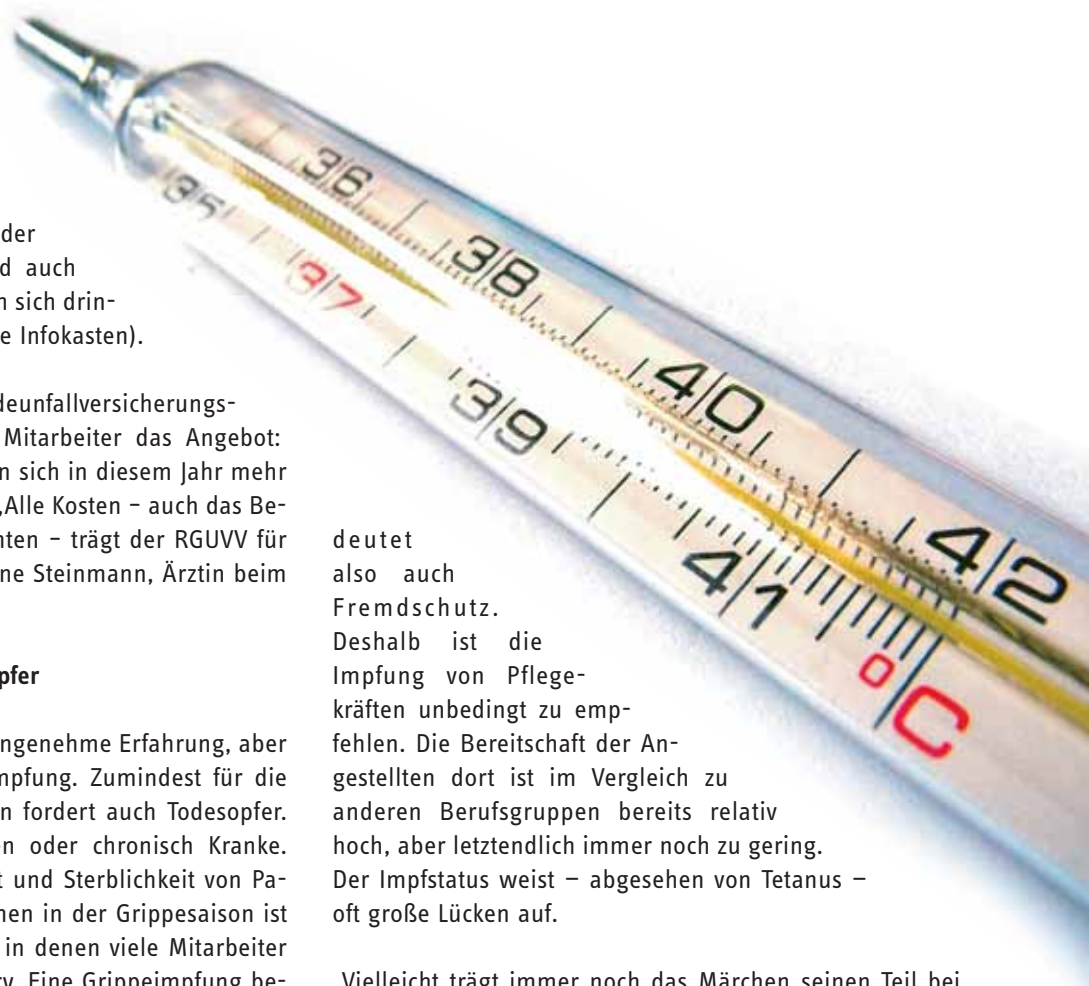 der
d auch
n sich drin-
e Infokasten).
deunfallversicherungs-
Mitarbeiter das Angebot:
n sich in diesem Jahr mehr
„Alle Kosten – auch das Be-
nten – trägt der RGUVV für
ne Steinmann, Ärztin beim
pfer
ngenehme Erfahrung, aber
mpfung. Zumindest für die
n fordert auch Todesopfer.
en oder chronisch Kranke.
t und Sterblichkeit von Pa-
nen in der Grippesaison ist
in denen viele Mitarbeiter
Eine Grippeimpfung be-
deutet
also auch
Fremdschutz.
Deshalb ist die
Impfung von Pflege-
kräften unbedingt zu emp-
fehlen. Die Bereitschaft der An-
gestellten dort ist im Vergleich zu
anderen Berufsgruppen bereits relativ
hoch, aber letztendlich immer noch zu gering.
Der Impfstatus weist – abgesehen von Tetanus –
oft große Lücken auf.
Vielleicht trägt immer noch das Märchen seinen Teil bei
35
36
37
38
39
40
41
42
°C